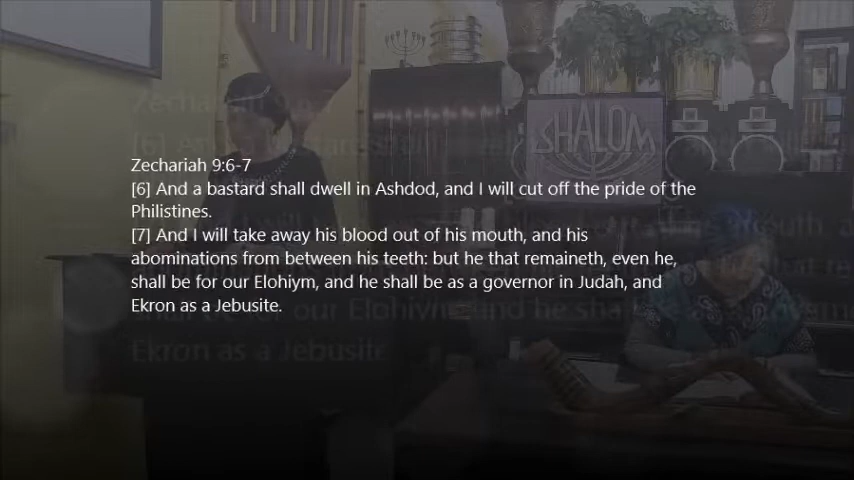 SHALOM
Zechariah 9:6-7
[6] And a bastard shall dwell in Ashdod, and I will cut off the pride of the
Philistines.
[7] And I will take away his blood out of his mouth, and his
abominations from between his teeth: but he that remaineth, even he,
shall be for our Elohiym, and he shall be as a governor in Judah, and
Ekron as a Jebusite.